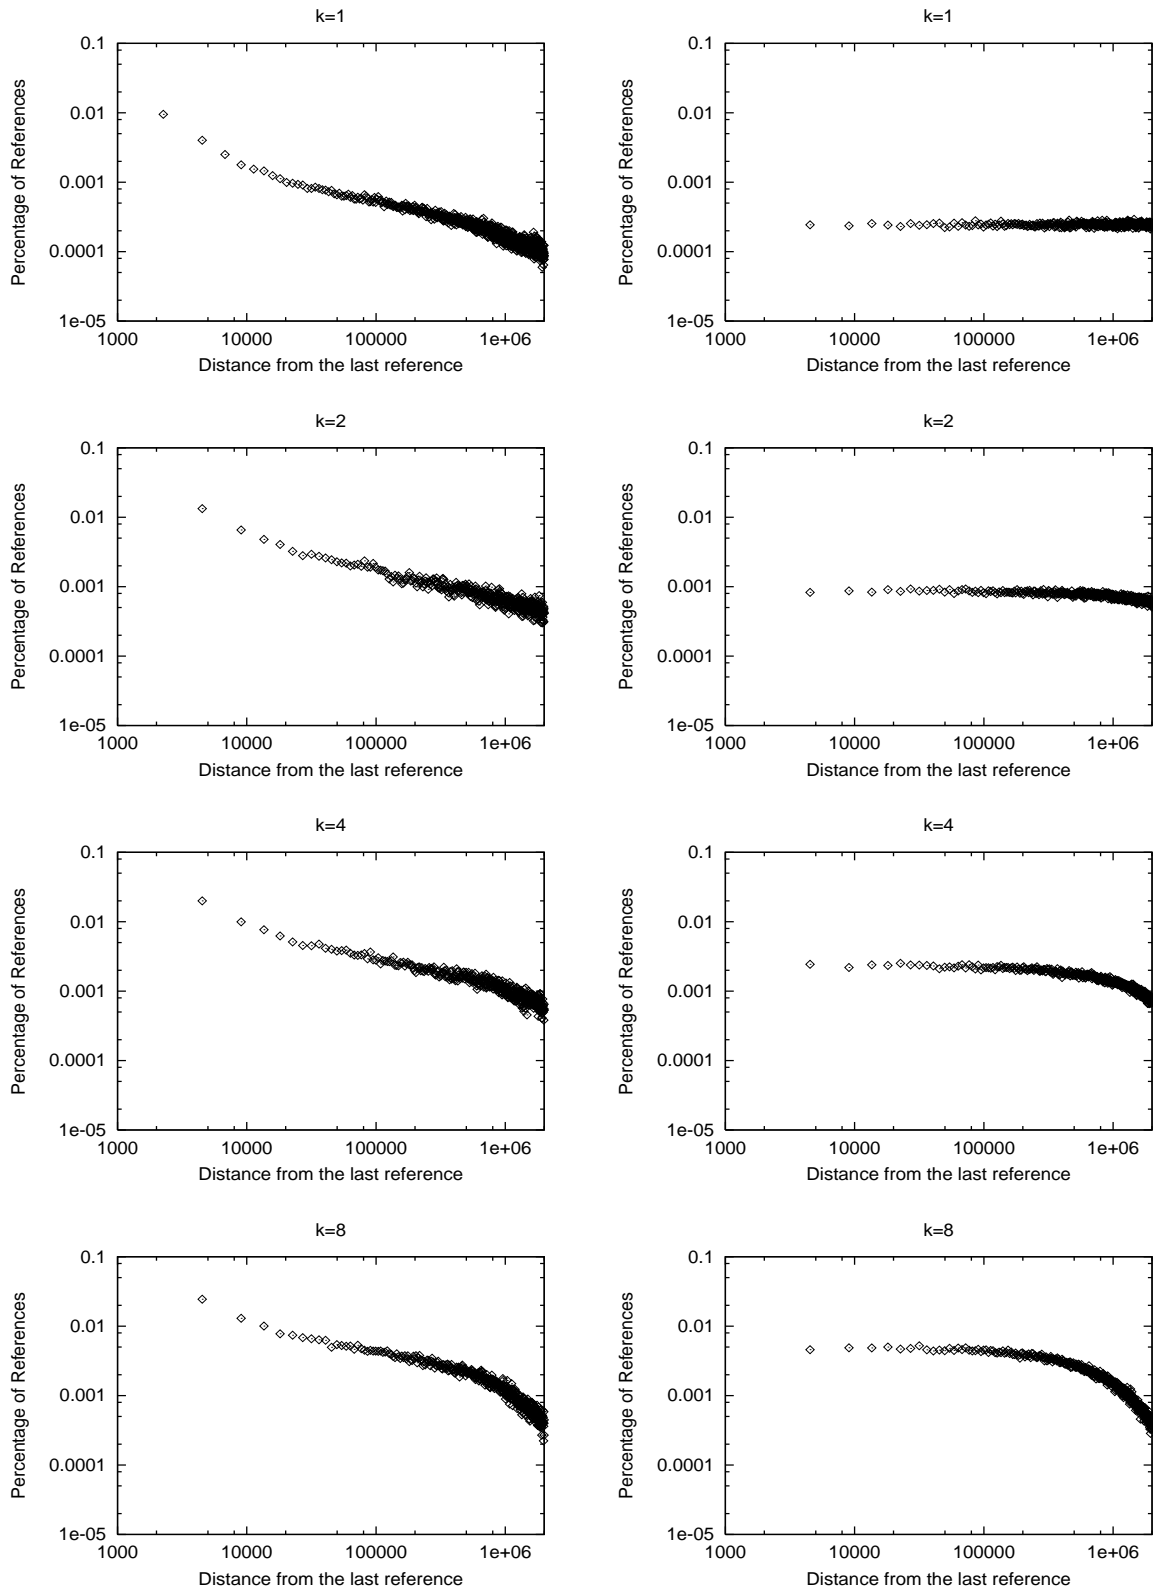 k=1
0.1
0.01
0.001
0.0001
1e-05
1000 10000 100000 1e+06
Percentage of References
Distance from the last reference
k=1
0.1
0.01
0.001
0.0001
1e-05
1000 10000 100000 1e+06
Percentage of References
Distance from the last reference
k=2
0.1
0.01
0.001
0.0001
1e-05
1000 10000 100000 1e+06
Percentage of References
Distance from the last reference
k=2
0.1
0.01
0.001
0.0001
1e-05
1000 10000 100000 1e+06
Percentage of References
Distance from the last reference
k=4
0.1
0.01
0.001
0.0001
1e-05
1000 10000 100000 1e+06
Percentage of References
Distance from the last reference
k=4
0.1
0.01
0.001
0.0001
1e-05
1000 10000 100000 1e+06
Percentage of References
Distance from the last reference
k=8
0.1
0.01
0.001
0.0001
1e-05
1000 10000 100000 1e+06
Percentage of References
Distance from the last reference
k=8
0.1
0.01
0.001
0.0001
1e-05
1000 10000 100000 1e+06
Percentage of References
Distance from the last reference